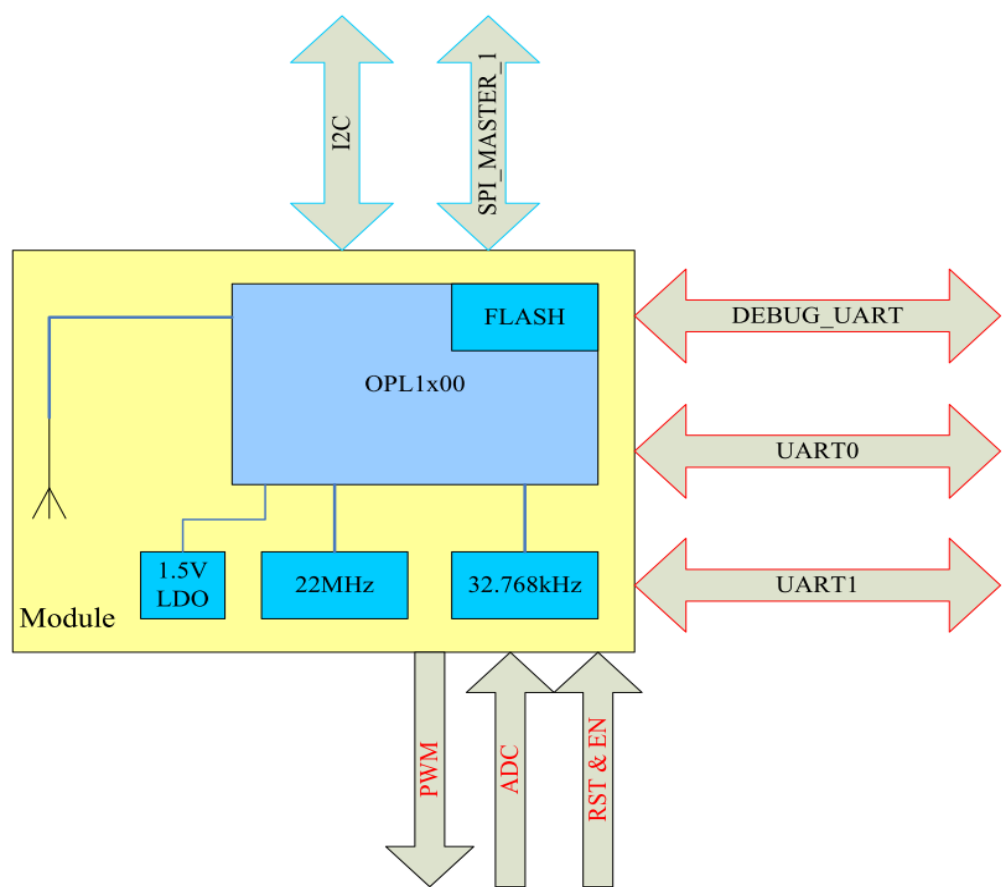 I2C
SPI_MASTER_1
FLASH
OPL1x00
DEBUG_UART
UART0
UART1
1.5V
LDO
22MHz
32.768kHz
Module
PWM
ADC
RST & EN